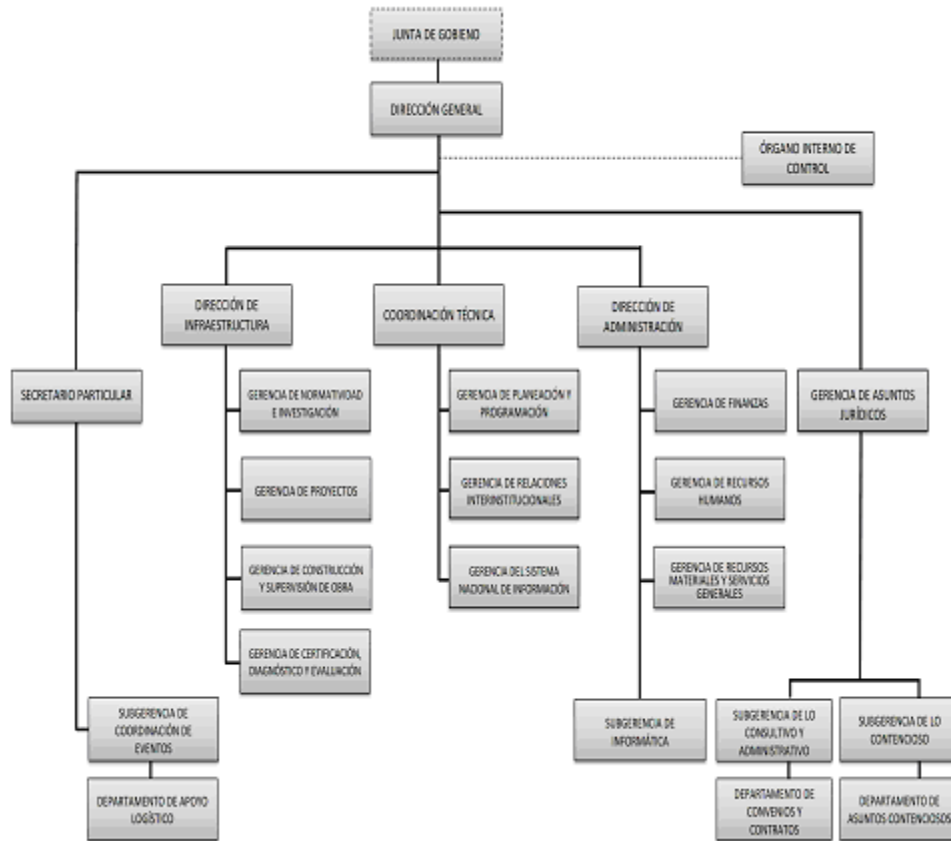 JUNTA DE GOBIENO
DIRECCIÓN GENERAL
ÓRGANO INTERNO DE
CONTROL
DIRECCIÓN DE
INFRAESTRUCTURA
COORDINACIÓN TÉCNICA
DIRECCIÓN DE
ADMINISTRACIÓN
SECRETARIO PARTICULAR
GERENCIA DE NORMATIVIDAD
E INVESTIGACIÓN
GERENCIA DE PLANEACIÓN Y
PROGRAMACIÓN
GERENCIA DE FINANZAS
GERENCIA DE ASUNTOS
JURÍDICOS
GERENCIA DE PROYECTOS
GERENCIA DE RELACIONES
INTERINSTITUCIONALES
GERENCIA DE RECURSOS
HUMANOS
GERENCIA DE CONSTRUCCIÓN
Y SUPERVISIÓN DE OBRA
GERENCIA DEL SISTEMA
NACIONAL DE INFORMACIÓN
GERENCIA DE RECURSOS
MATERIALES Y SERVICIOS
GENERALES
GERENCIA DE CERTIFICACIÓN,
DIAGNÓSTICO Y EVALUACIÓN
SUBGERENCIA DE
COORDINACIÓN DE
EVENTOS
SUBGERENCIA DE
INFORMÁTICA
SUBGERENCIA DE LO
CONSULTIVO Y
ADMINISTRATIVO
SUBGERENCIA DE LO
CONTENCIOSO
DEPARTAMENTO DE APOYO
LOGÍSTICO
DEPARTAMENTO DE
CONVENIOS Y
CONTRATOS
DEPARTAMENTO DE
ASUNTOS CONTENCIOSOS